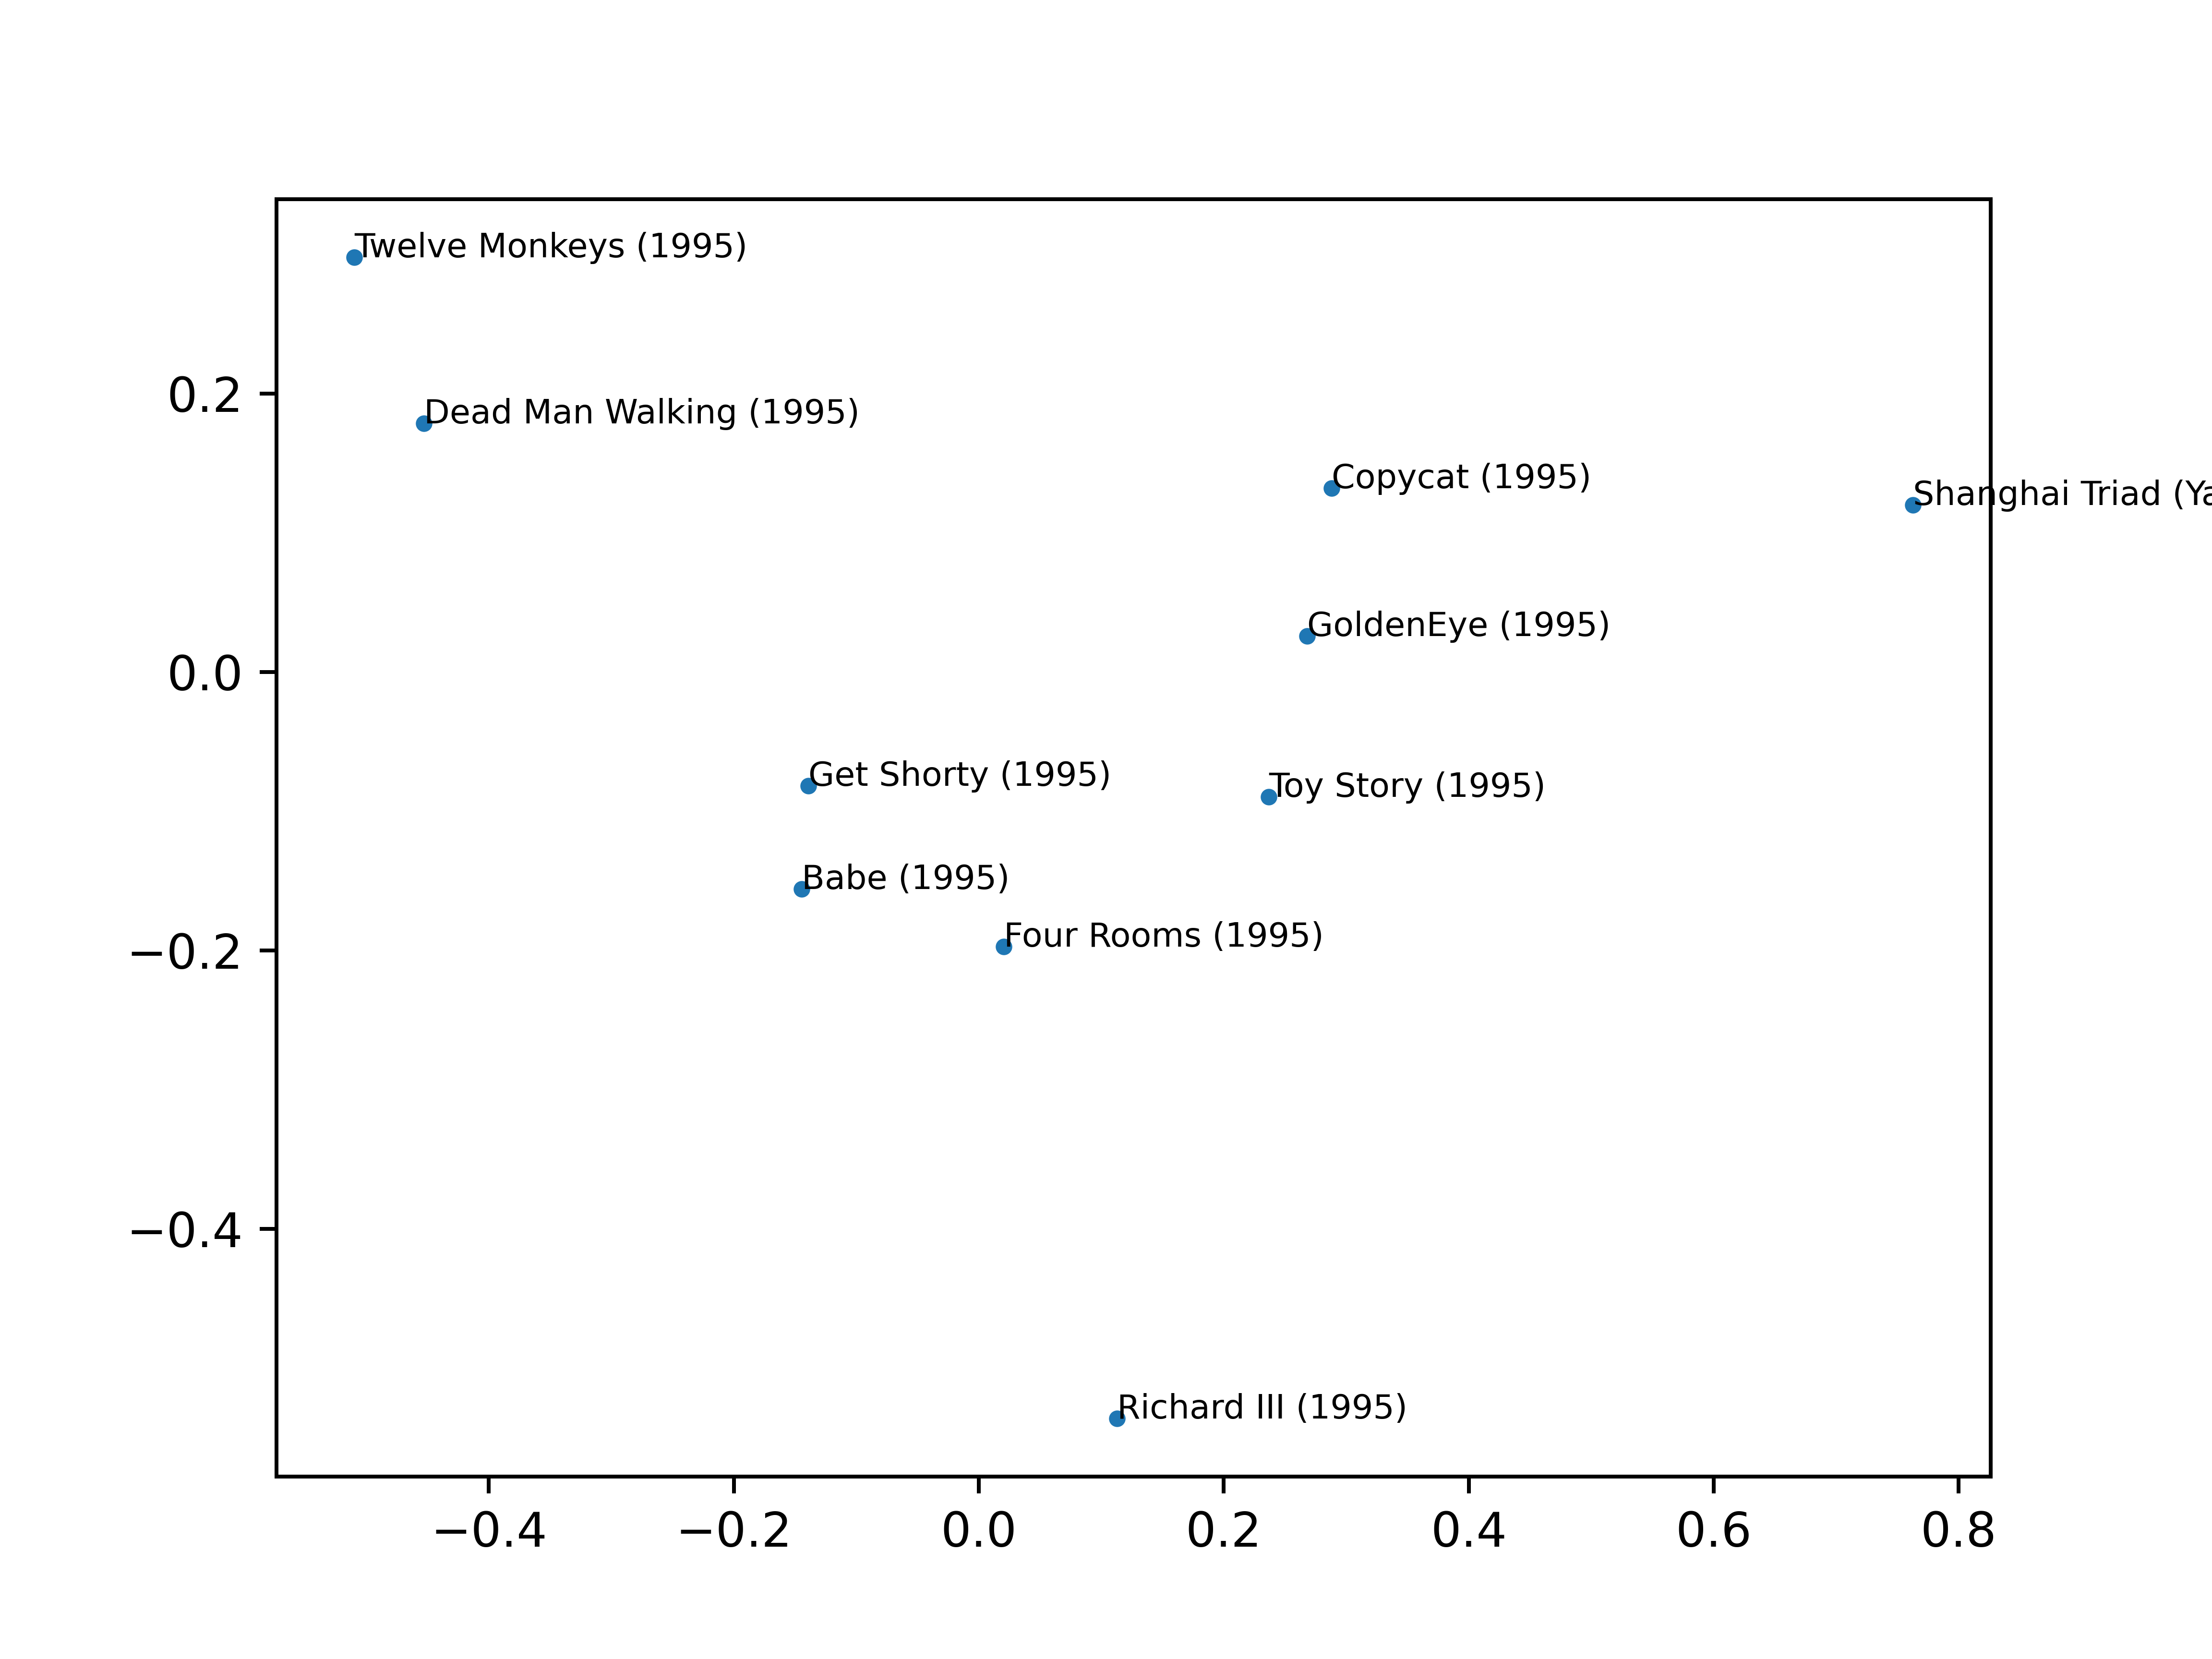 Twelve Monkeys (1995)
0.2
Dead Man Walking (1995)
Copycat (1995)
Shanghai Triad (Ya
GoldenEye (1995)
0.0
Get Shorty (1995)
Toy Story (1995)
Babe (1995)
Four Rooms (1995)
−0.2
−0.4
Richard III (1995)
−0.4 −0.2 0.0 0.2 0.4 0.6 0.8